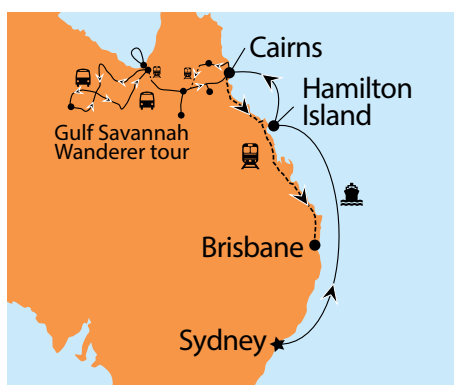 Cairns
Hamilton
Island
Gulf Savannah
Wanderer tour
Brisbane
Sydney